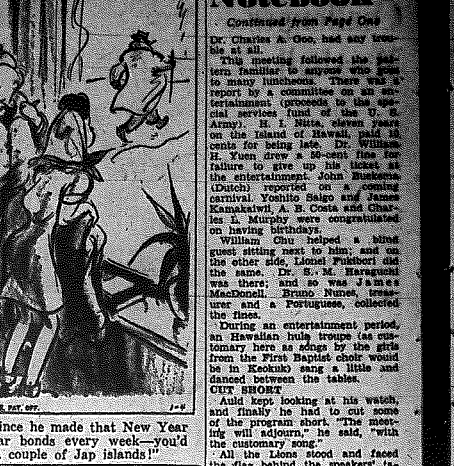 Notebook
Continued from Page One
Dr. Charles A. Goo, had any trou-
ble at all.
This meeting followed the pat-
tern familiar to anyone who goes
to many luncheons. There was a
report by a committee on an en-
tertainment (proceeds to the spe-
cial services fund of the U. S.
Army). H. I. Nitta, eleven years
on the Island of Hawaii, paid 10
cents for being late. Dr. William
H. Yuen drew a 50-cent fine for
failure to give up his ticket at
the entertainment. John
(Dutch) reported on a coming
carnival. Yoshito Saigo and James
Kamakaiwi, A. B. Costa and Char-
les L. Murphy were congratulated
on having birthdays.
William Chu helped a blind
guest sitting next to him; and on
the other side, Leslie Fukibori did
the same. Dr. S. M. Haraguchi
was there; and so was James
MacDonell. Bruno Nunes, treas-
urer and a Portuguese, collected
the fines.
During an entertainment period,
an Hawaiian hula troupe (as cus-
tomary here as songs by the girls
from the First Baptist choir would
be in Keokuk) sang a little and
danced between the tables.
CUT SHORT
Auld kept looking at his watch,
and finally he had to cut some
of the program short. "The meet-
ing will adjourn," he said, "with
the customary song."
All the Lions stood and faced
the flag behind the speakers' ta-
PAT. OFF.
ince he made that New Year
ar bonds every week—you'd
couple of Jap islands!"